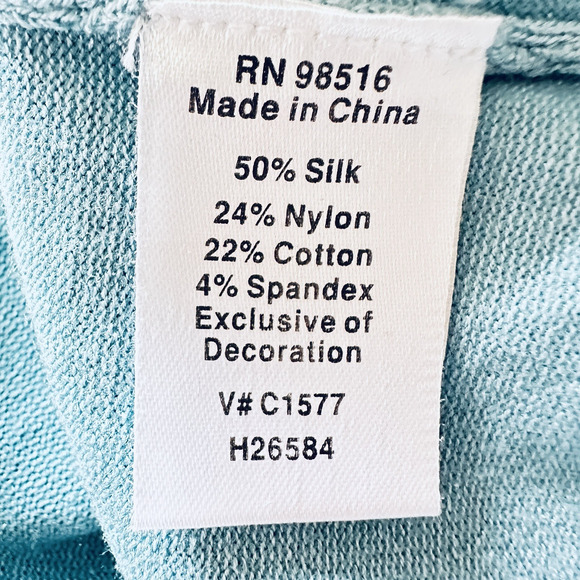 RN 98516
Made in China
50% Silk
24% Nylon
22% Cotton
4% Spandex
Exclusive of
Decoration
V# C1577
H26584